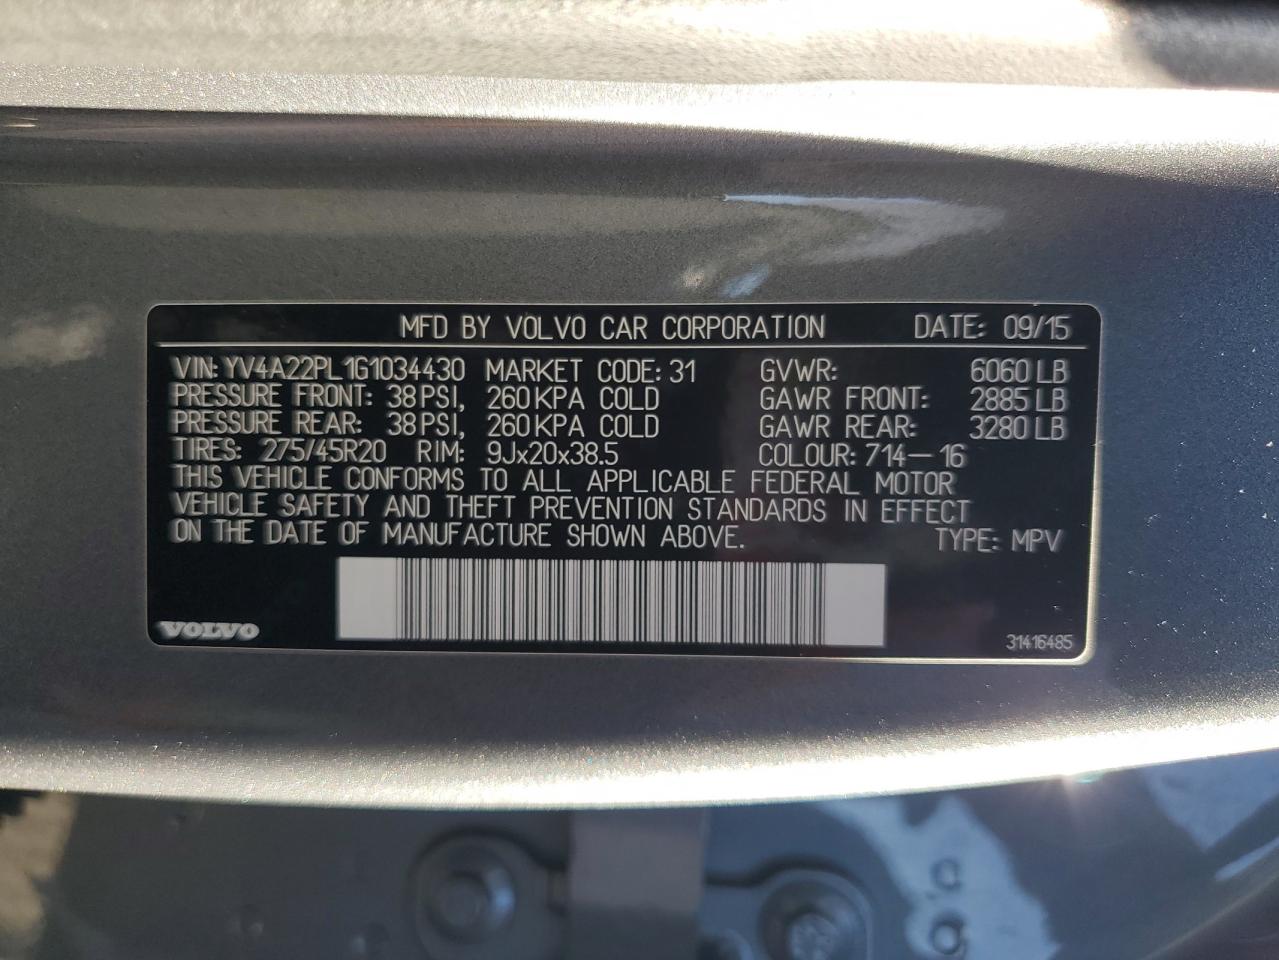 MFD BY VOLVO CAR CORPORATION DATE: 09/15
VIN: YV4A22PL1G1034430 MARKET CODE: 31 GVWR: 6060 LB
PRESSURE FRONT: 38 PSI, 260 KPA COLD GAWR FRONT: 2885 LB
PRESSURE REAR: 38 PSI, 260 KPA COLD GAWR REAR: 3280 LB
TIRES: 275/45R20 RIM: 9Jx20x38.5 COLOUR: 714-16
THIS VEHICLE CONFORMS TO ALL APPLICABLE FEDERAL MOTOR
VEHICLE SAFETY AND THEFT PREVENTION STANDARDS IN EFFECT
ON THE DATE OF MANUFACTURE SHOWN ABOVE. TYPE: MPV
VOLVO 31416485